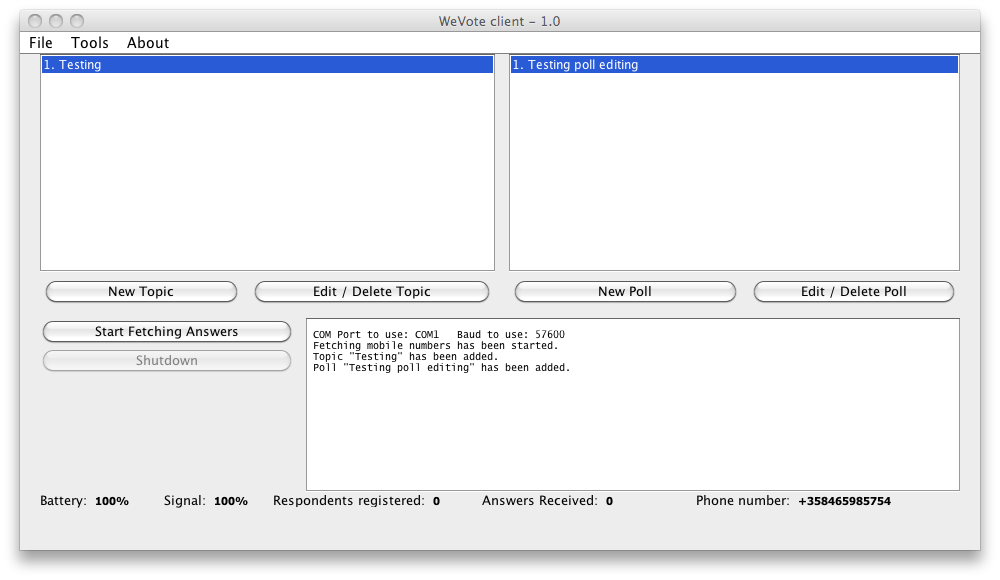 WeVote client – 1.0
File Tools About
1. Testing
1. Testing poll editing
New Topic Edit / Delete Topic New Poll Edit / Delete Poll
Start Fetching Answers
Shutdown
COM Port to use: COM1 Baud to use: 57600
Fetching mobile numbers has been started.
Topic "Testing" has been added.
Poll "Testing poll editing" has been added.
Battery: 100% Signal: 100% Respondents registered: 0 Answers Received: 0 Phone number: +358465985754